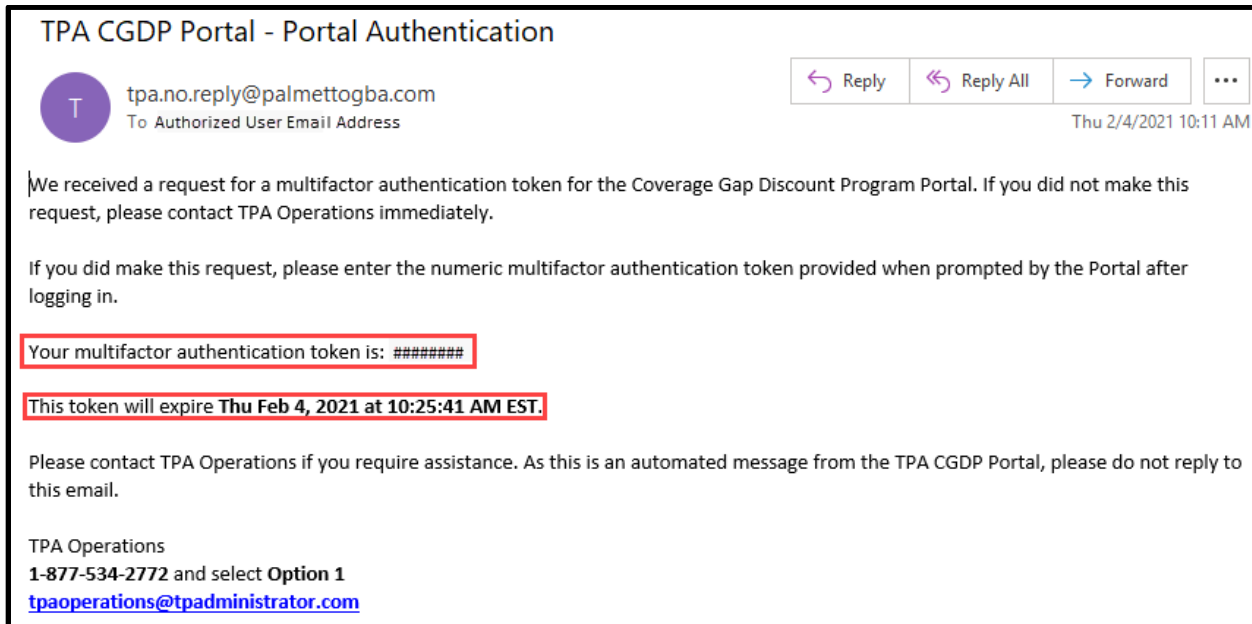 TPA CGDP Portal - Portal Authentication
T
tpa.no.reply@palmettogba.com
To Authorized User Email Address
Reply
Reply All
Forward
...
Thu 2/4/2021 10:11 AM
We received a request for a multifactor authentication token for the Coverage Gap Discount Program Portal. If you did not make this
request, please contact TPA Operations immediately.
If you did make this request, please enter the numeric multifactor authentication token provided when prompted by the Portal after
logging in.
Your multifactor authentication token is: ########
This token will expire Thu Feb 4, 2021 at 10:25:41 AM EST.
Please contact TPA Operations if you require assistance. As this is an automated message from the TPA CGDP Portal, please do not reply to
this email.
TPA Operations
1-877-534-2772 and select Option 1
tpaoperations@tpadministrator.com